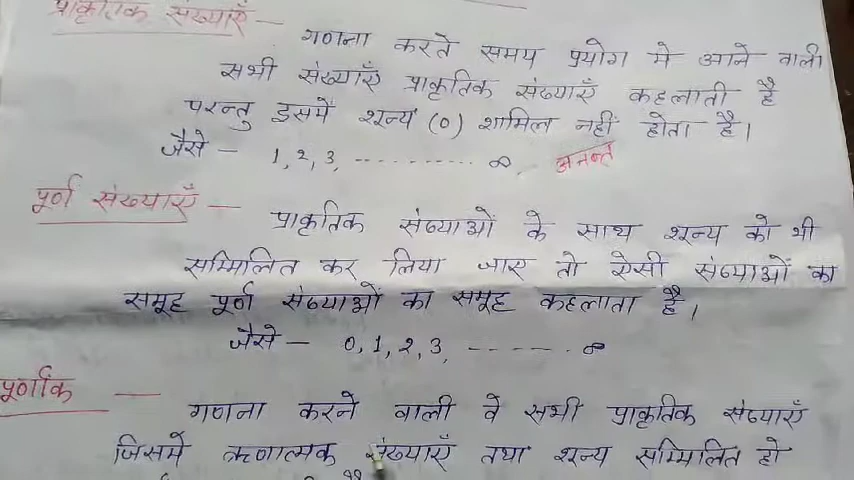 प्राकृतिक संख्याएँ —
गणना करते समय प्रयोग मे आने वाली
सभी संख्याएँ प्राकृतिक संख्याएँ कहलाती है
परन्तु इसमें शून्य (0) शामिल नहीं होता है।
जैसे – 1, 2, 3, ----------- ∞ अनन्त
पूर्ण संख्याएँ —
प्राकृतिक संख्याओं के साथ शून्य को भी
सम्मिलित कर लिया जाए तो ऐसी संख्याओं का
समूह पूर्ण संख्याओं का समूह कहलाता है।
जैसे – 0, 1, 2, 3, ------- ∞
पूर्णांक —
गणना करने वाली वे सभी प्राकृतिक संख्याएँ
जिसमे ऋणात्मक संख्याएँ तथा शून्य सम्मिलित हो